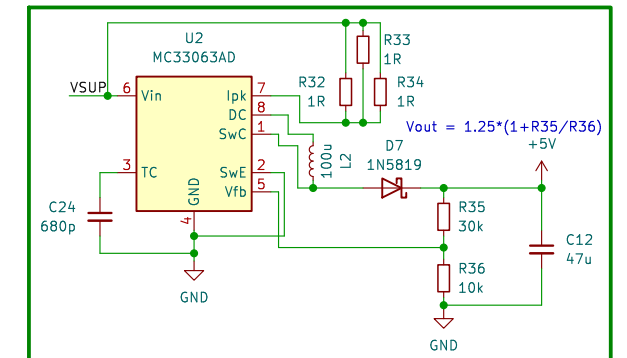 U2
MC33063AD
R33
1R
R32
1R
R34
1R
VSUP
6
Vin
Ipk
7
DC
8
SwC
1
Vout = 1.25*(1+R35/R36)
+5V
3
TC
SwE
2
Vfb
5
GND
4
100u
L2
D7
1N5819
C24
680p
R35
30k
C12
47u
R36
10k
GND
GND